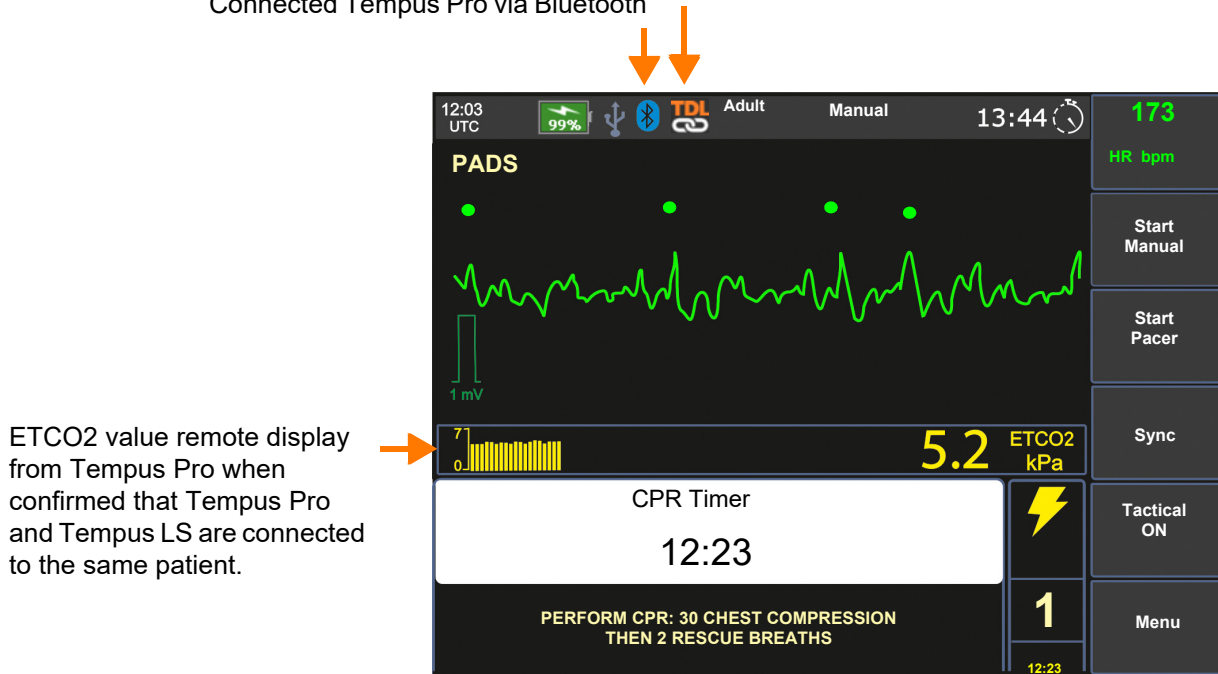 Connected Tempus Pro via Bluetooth
12:03
UTC
99%
TDL
Adult
Manual
13:44
173
HR bpm
PADS
Start
Manual
Start
Pacer
1 mV
ETCO2 value remote display
from Tempus Pro when
confirmed that Tempus Pro
and Tempus LS are connected
to the same patient.
7
0
5.2
ETCO2
kPa
Sync
CPR Timer
12:23
Tactical
ON
PERFORM CPR: 30 CHEST COMPRESSION
THEN 2 RESCUE BREATHS
1
12:23
Menu